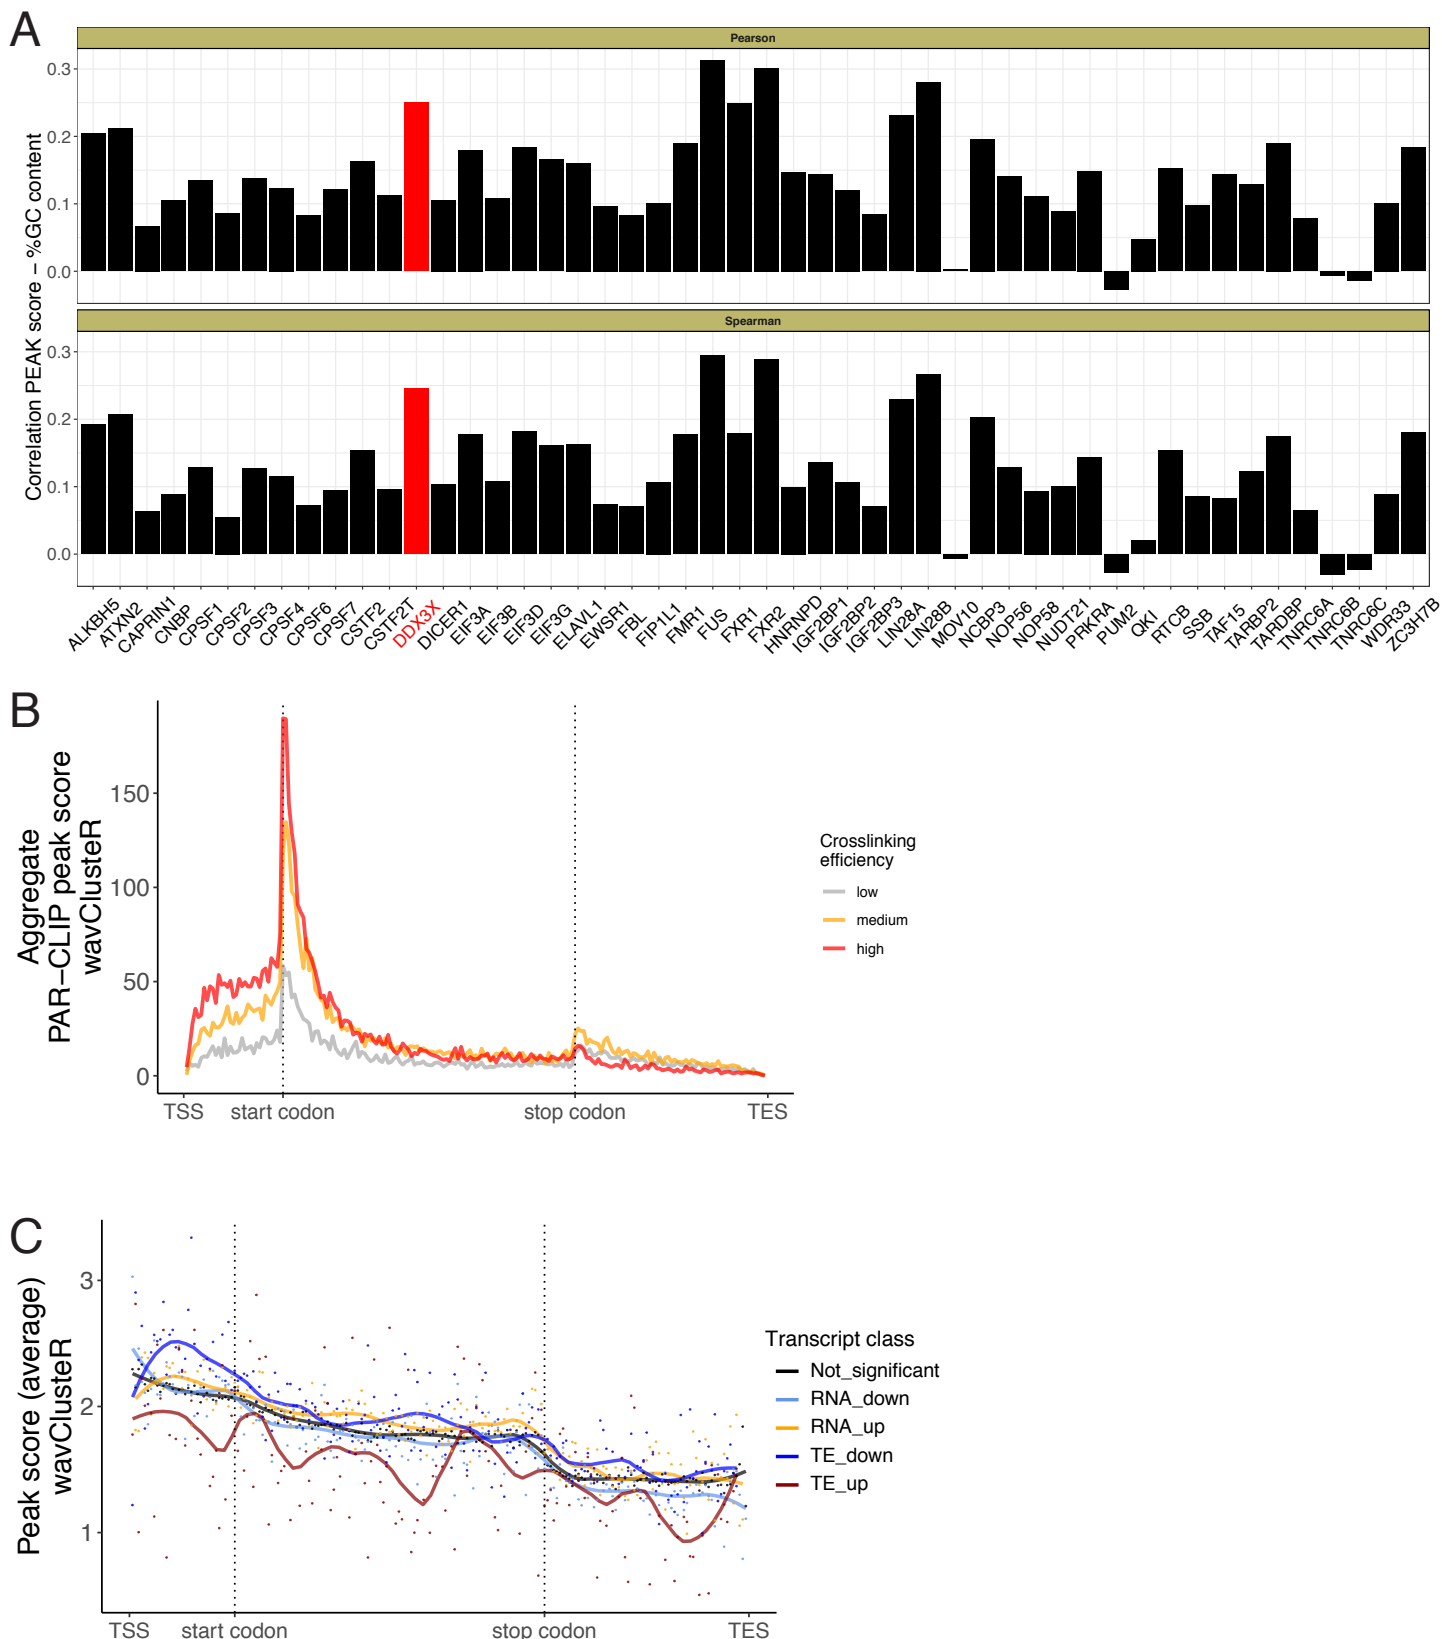 A
Pearson
0.3
0.2
0.1
0.0
Spearman
0.3
0.2
0.1
0.0
Correlation PEAK score – %GC content
ALKBH5
ATXN2
CAPRIN1
CNBP
CPSF1
CPSF2
CPSF3
CPSF4
CPSF6
CPSF7
CSTF2
CSTF2T
DDX3X
DICER1
EIF3A
EIF3B
EIF3D
EIF3G
ELAVL1
EWSR1
FBL
FIP1L1
FMR1
FUS
FXR1
FXR2
HNRNPD
IGF2BP1
IGF2BP2
IGF2BP3
LIN28A
LIN28B
MOV10
NCBP3
NOP56
NOP58
NUDT21
PRKRA
PUM2
QKI
RTCB
SSB
TAF15
TARBP2
TARDBP
TNRC6A
TNRC6B
TNRC6C
WDR33
ZC3H7B
B
Aggregate
PAR–CLIP peak score
wavClusteR
150
100
50
0
TSS
start codon
stop codon
TES
Crosslinking
efficiency
low
medium
high
C
Peak score (average)
wavClusteR
3
2
1
TSS
start codon
stop codon
TES
Transcript class
Not_significant
RNA_down
RNA_up
TE_down
TE_up